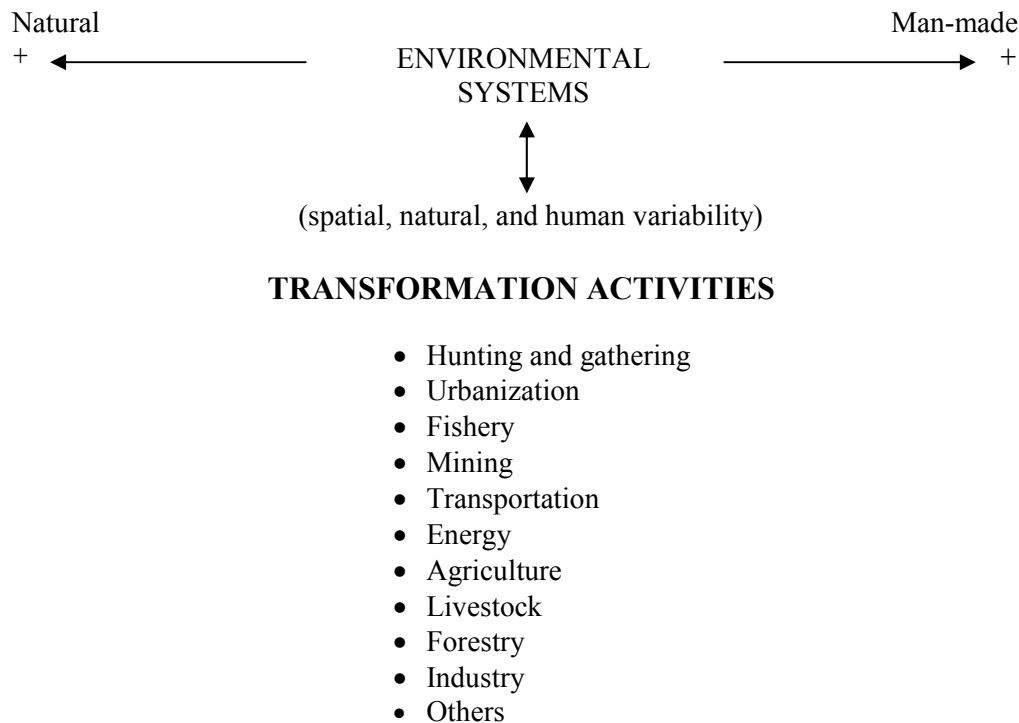 Natural Man-made
+ ENVIRONMENTAL +
SYSTEMS
(spatial, natural, and human variability)
TRANSFORMATION ACTIVITIES
• Hunting and gathering
• Urbanization
• Fishery
• Mining
• Transportation
• Energy
• Agriculture
• Livestock
• Forestry
• Industry
• Others